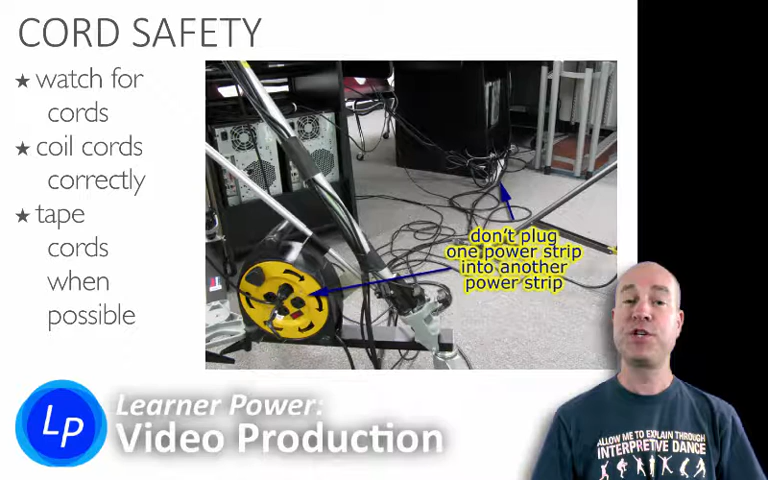 CORD SAFETY
★ watch for
cords
★ coil cords
correctly
★ tape
cords
when
possible
don't plug
one power strip
into another
power strip
LP
Learner Power:
Video Production
ALLOW ME TO EXPLAIN THROUGH
INTERPRETIVE DANCE